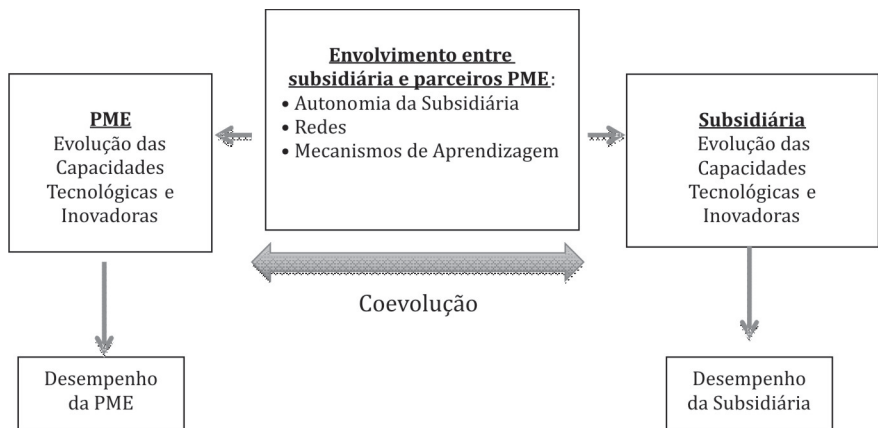 Envolvimento entre
subsidiária e parceiros PME:
• Autonomia da Subsidiária
• Redes
• Mecanismos de Aprendizagem
PME
Evolução das
Capacidades
Tecnológicas e
Inovadoras
Subsidiária
Evolução das
Capacidades
Tecnológicas e
Inovadoras
Coevolução
Desempenho
da PME
Desempenho
da Subsidiária